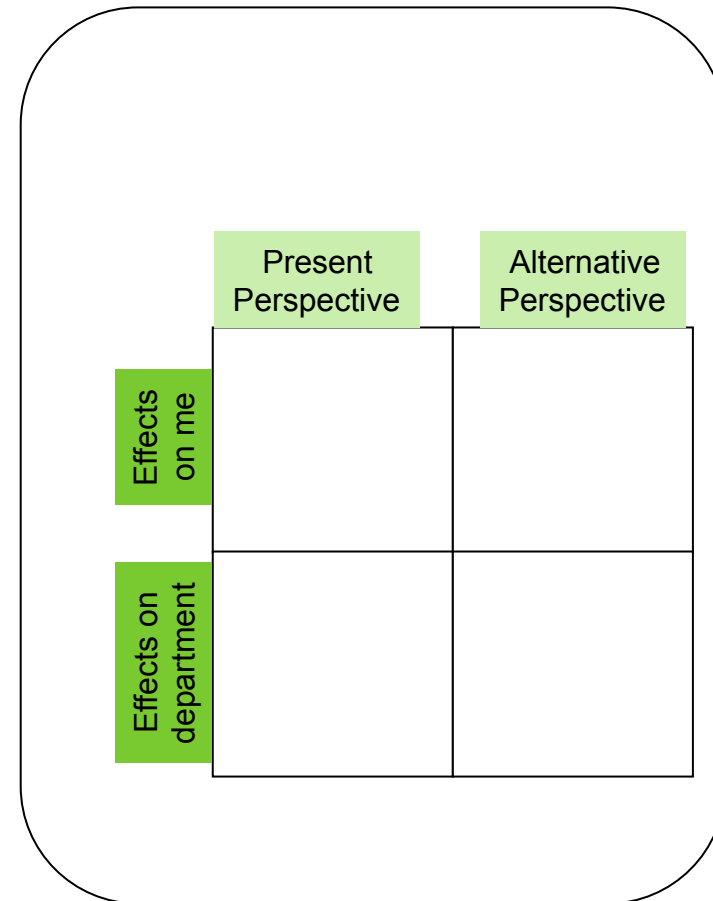 Present
Perspective
Alternative
Perspective
Effects
on me
Effects on
department